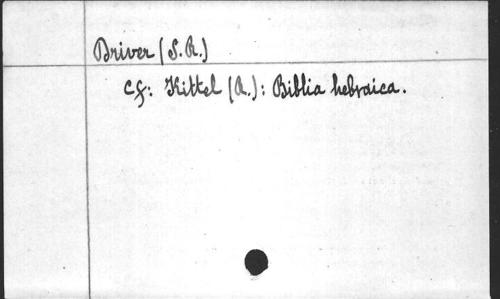 Driver (S.R.)
cf: Kittel (R.): Biblia hebraica.